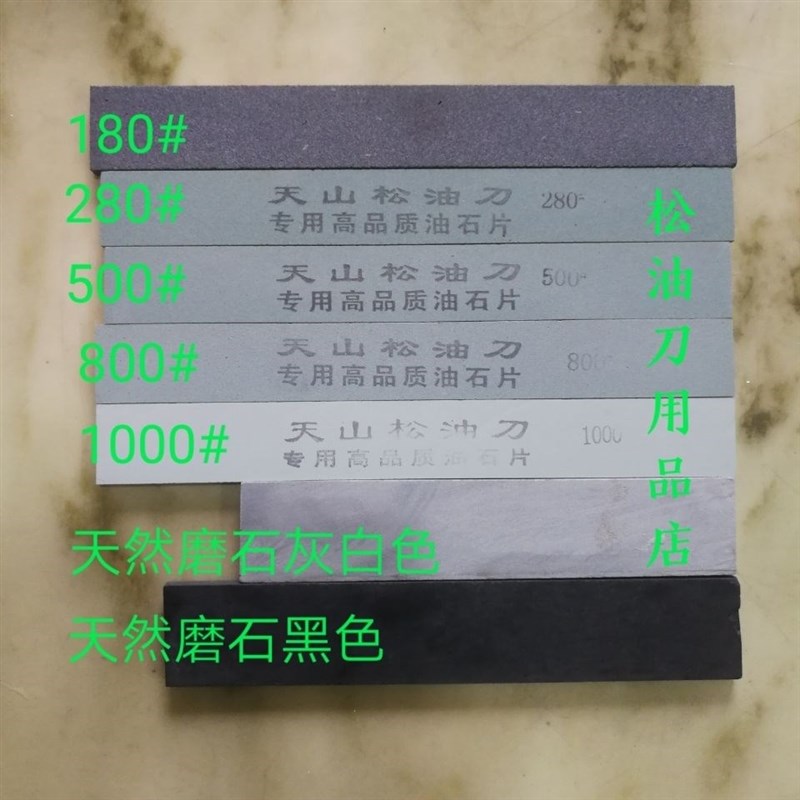 180#
280#
天山松油刀 280#
专用高品质油石片
500#
天山松油刀 500#
专用高品质油石片
800#
天山松油刀 800#
专用高品质油石片
1000#
天山松油刀 1000
专用高品质油石片
天然磨石灰白色
天然磨石黑色
松油刀用品店